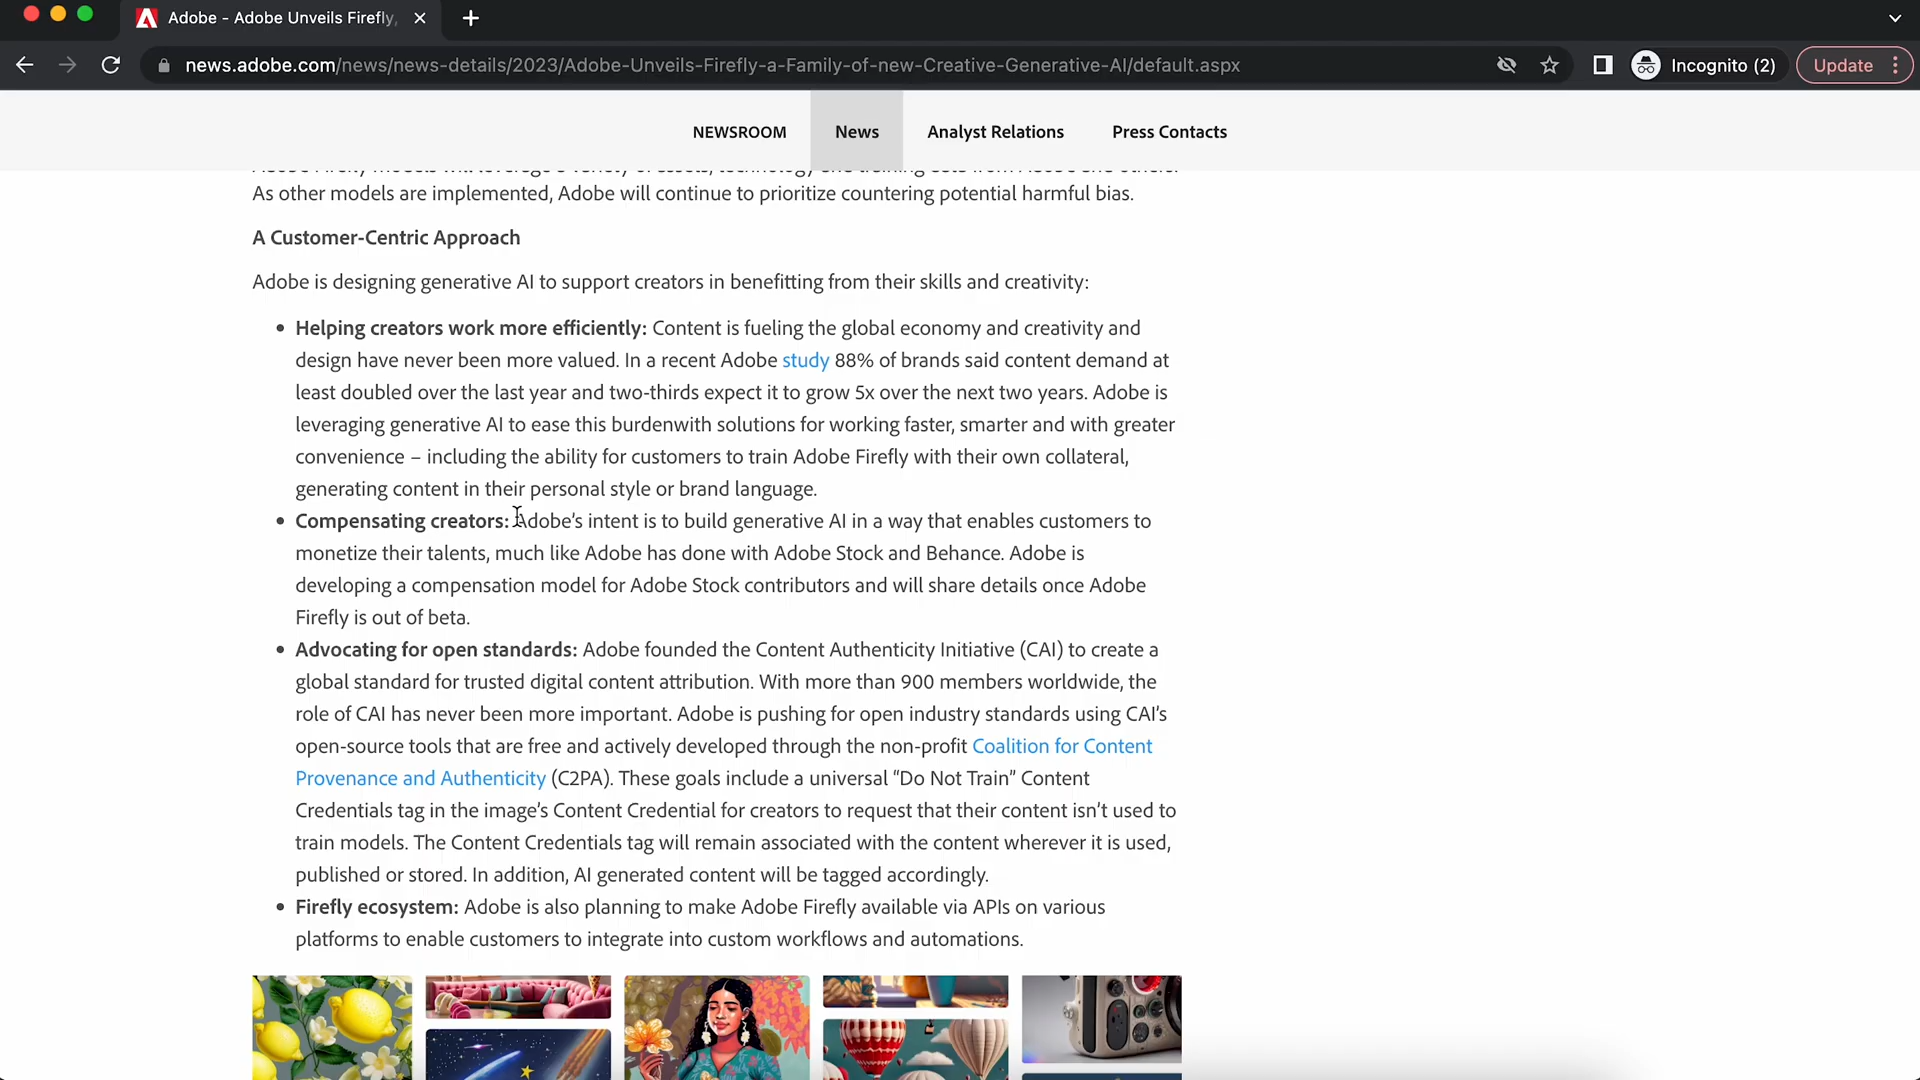 Adobe - Adobe Unveils Firefly,
news.adobe.com/news/news-details/2023/Adobe-Unveils-Firefly-a-Family-of-new-Creative-Generative-AI/default.aspx
Incognito (2)
Update
NEWSROOM
News
Analyst Relations
Press Contacts
Adobe Firefly models will leverage a variety of assets, technology and training sets from Adobe and others.
As other models are implemented, Adobe will continue to prioritize countering potential harmful bias.
A Customer-Centric Approach
Adobe is designing generative AI to support creators in benefitting from their skills and creativity:
• Helping creators work more efficiently: Content is fueling the global economy and creativity and
design have never been more valued. In a recent Adobe study 88% of brands said content demand at
least doubled over the last year and two-thirds expect it to grow 5x over the next two years. Adobe is
leveraging generative AI to ease this burdenwith solutions for working faster, smarter and with greater
convenience – including the ability for customers to train Adobe Firefly with their own collateral,
generating content in their personal style or brand language.
• Compensating creators: Adobe’s intent is to build generative AI in a way that enables customers to
monetize their talents, much like Adobe has done with Adobe Stock and Behance. Adobe is
developing a compensation model for Adobe Stock contributors and will share details once Adobe
Firefly is out of beta.
• Advocating for open standards: Adobe founded the Content Authenticity Initiative (CAI) to create a
global standard for trusted digital content attribution. With more than 900 members worldwide, the
role of CAI has never been more important. Adobe is pushing for open industry standards using CAI’s
open-source tools that are free and actively developed through the non-profit Coalition for Content
Provenance and Authenticity (C2PA). These goals include a universal “Do Not Train” Content
Credentials tag in the image’s Content Credential for creators to request that their content isn’t used to
train models. The Content Credentials tag will remain associated with the content wherever it is used,
published or stored. In addition, AI generated content will be tagged accordingly.
• Firefly ecosystem: Adobe is also planning to make Adobe Firefly available via APIs on various
platforms to enable customers to integrate into custom workflows and automations.